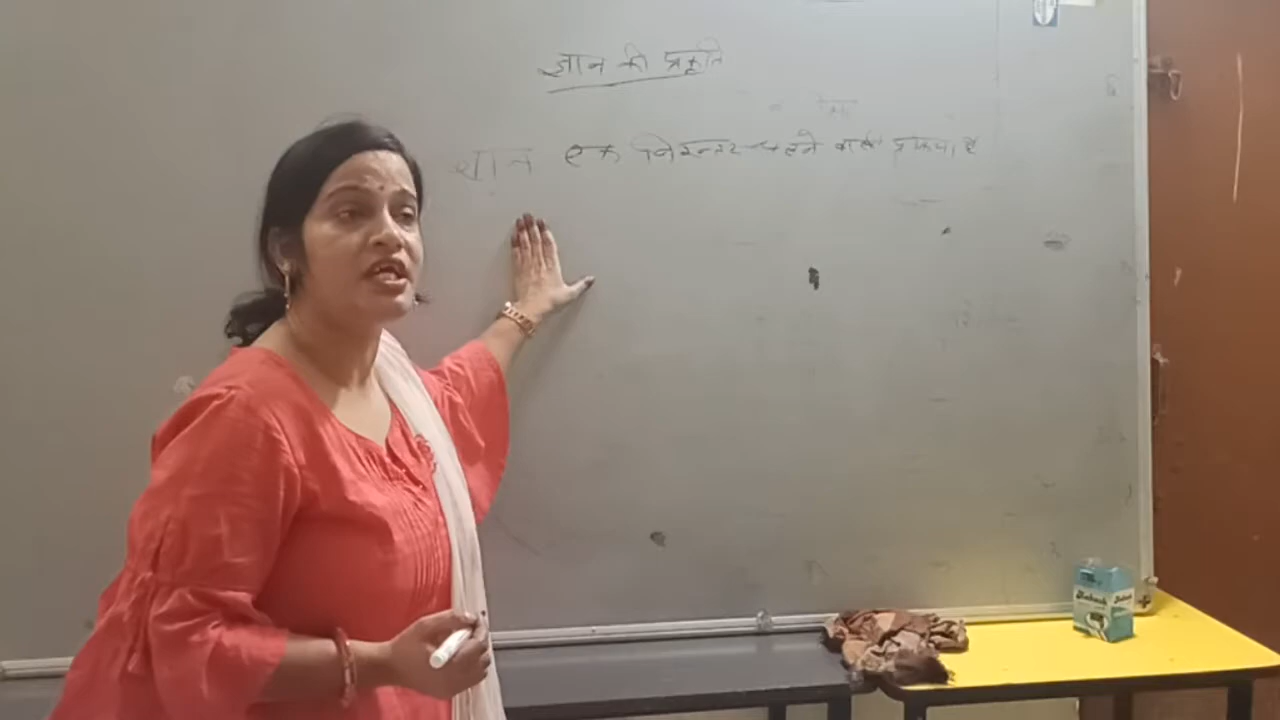 ज्ञान की प्रकृति
ज्ञान एक निरन्तर चलने वाली प्रक्रिया है